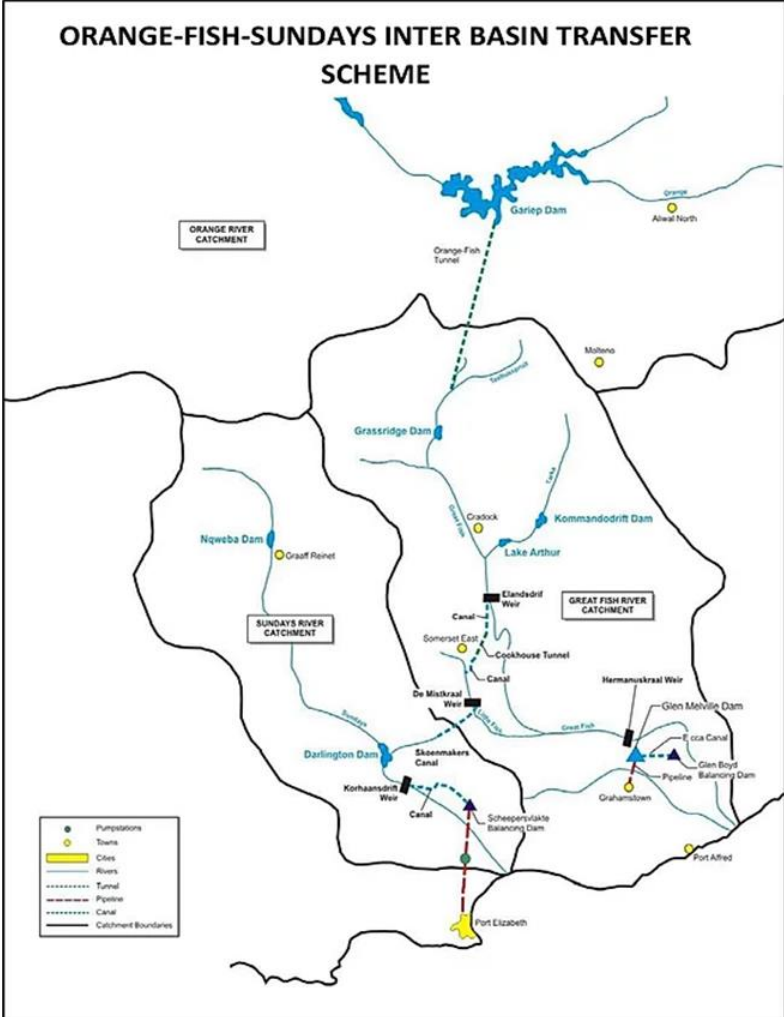 ORANGE-FISH-SUNDAYS INTER BASIN TRANSFER
SCHEME
Orange
Gariep Dam
Aliwal North
ORANGE RIVER
CATCHMENT
Orange-Fish
Tunnel
Molteno
Teebusspruit
Grassridge Dam
Tarka
Great Fish
Cradock
Kommandodrift Dam
Nqweba Dam
Graaff Reinet
Lake Arthur
Elandsdrif
Weir
GREAT FISH RIVER
CATCHMENT
Canal
SUNDAYS RIVER
CATCHMENT
Somerset East
Cookhouse Tunnel
Canal
Hermanuskraal Weir
De Mistkraal
Weir
Glen Melville Dam
Sundays
Little Fish
Great Fish
Ecca Canal
Darlington Dam
Skoenmakers
Canal
Glen Boyd
Balancing Dam
Pipeline
Korhaansdrift
Weir
Grahamstown
Canal
Scheepersvlakte
Balancing Dam
Port Alfred
Pumpstations
Towns
Cities
Rivers
Tunnel
Pipeline
Canal
Catchment Boundaries
Port Elizabeth